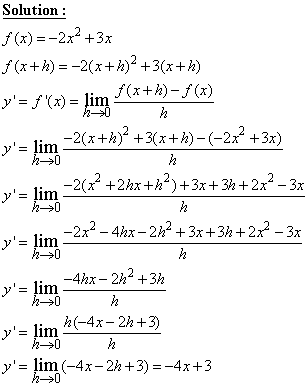 Solution :
f(x) = −2x² + 3x
f(x+h) = −2(x+h)² + 3(x+h)
y' = f'(x) = lim h→0 (f(x+h) − f(x)) / h
y' = lim h→0 (−2(x+h)² + 3(x+h) − (−2x² + 3x)) / h
y' = lim h→0 (−2(x² + 2hx + h²) + 3x + 3h + 2x² − 3x) / h
y' = lim h→0 (−2x² − 4hx − 2h² + 3x + 3h + 2x² − 3x) / h
y' = lim h→0 (−4hx − 2h² + 3h) / h
y' = lim h→0 (h(−4x − 2h + 3)) / h
y' = lim h→0 (−4x − 2h + 3) = −4x + 3